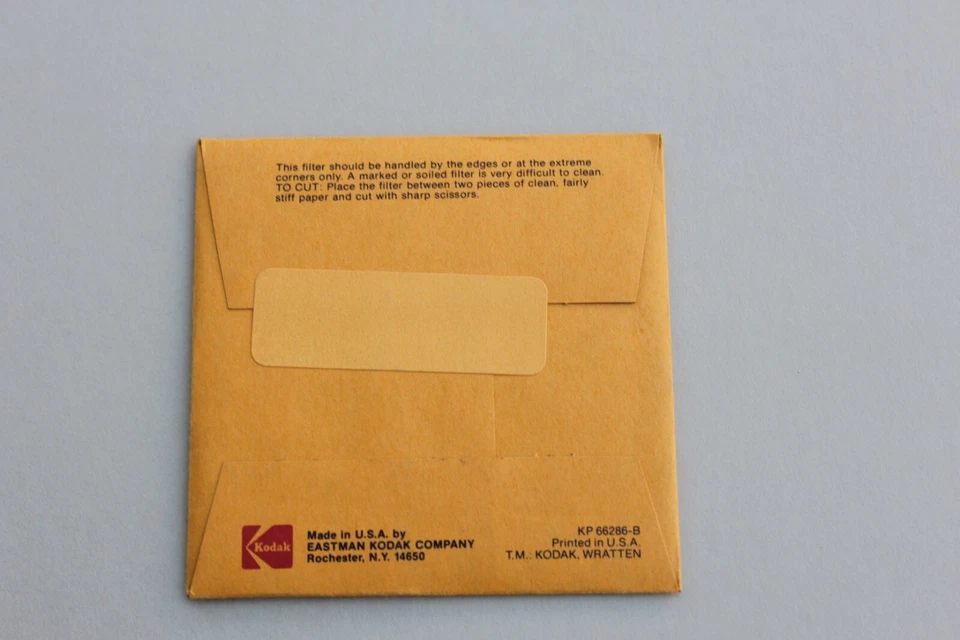 This filter should be handled by the edges or at the extreme
corners only. A marked or soiled filter is very difficult to clean.
TO CUT: Place the filter between two pieces of clean, fairly
stiff paper and cut with sharp scissors.
Kodak
Made in U.S.A. by
EASTMAN KODAK COMPANY
Rochester, N.Y. 14650
KP 66286-B
Printed in U.S.A.
T.M.: KODAK, WRATTEN